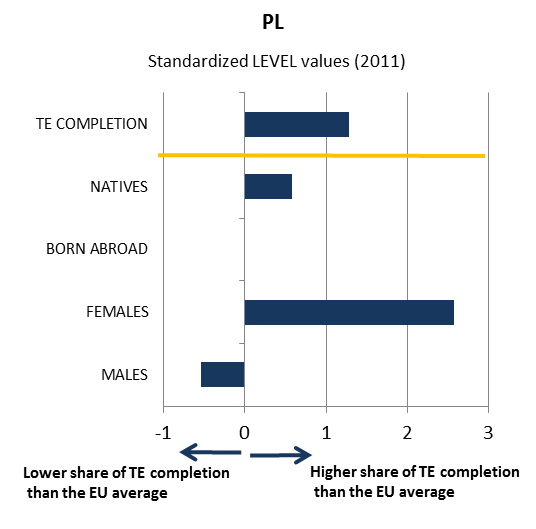 PL
Standardized LEVEL values (2011)
TE COMPLETION
NATIVES
BORN ABROAD
FEMALES
MALES
-1 0 1 2 3
Lower share of TE completion
than the EU average
Higher share of TE completion
than the EU average